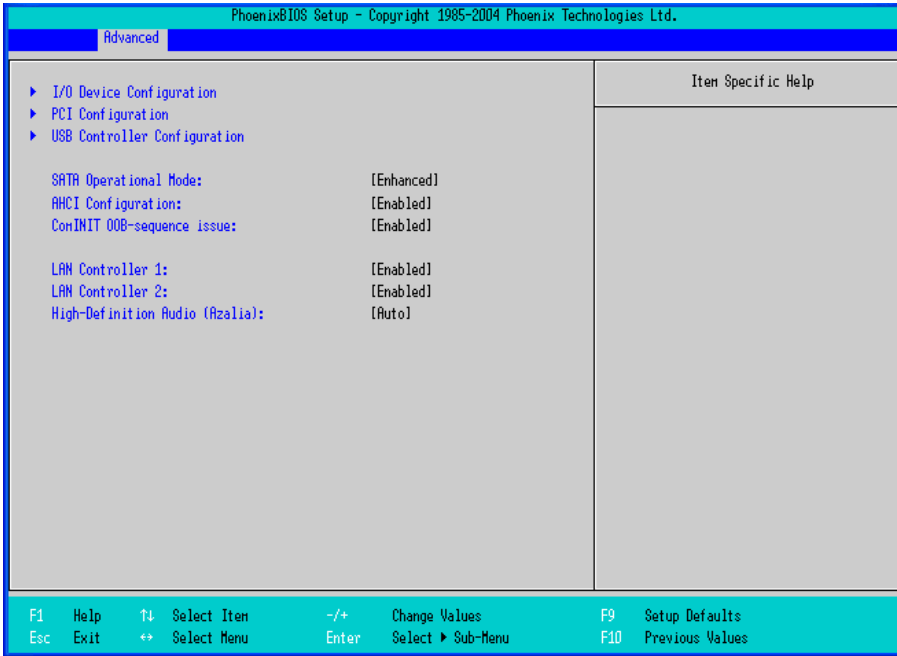 PhoenixBIOS Setup - Copyright 1985-2004 Phoenix Technologies Ltd.
Advanced
Item Specific Help
I/O Device Configuration
PCI Configuration
USB Controller Configuration
SATA Operational Mode: [Enhanced]
AHCI Configuration: [Enabled]
ComINIT OOB-sequence issue: [Enabled]
LAN Controller 1: [Enabled]
LAN Controller 2: [Enabled]
High-Definition Audio (Azalia): [Auto]
F1 Help ↑↓ Select Item -/+ Change Values F9 Setup Defaults
Esc Exit ↔ Select Menu Enter Select ▶ Sub-Menu F10 Previous Values